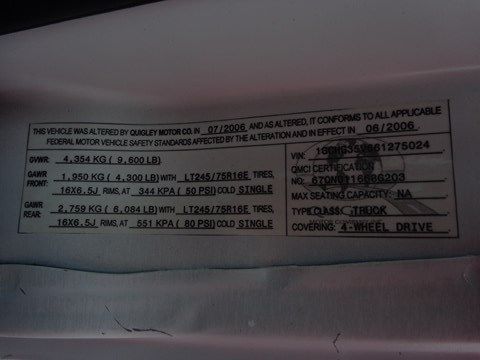 THIS VEHICLE WAS ALTERED BY QUIGLEY MOTOR CO. IN 07/2006 AND AS ALTERED, IT CONFORMS TO ALL APPLICABLE
FEDERAL MOTOR VEHICLE SAFETY STANDARDS AFFECTED BY THE ALTERATION AND IN EFFECT IN 06/2006.
GVWR: 4,354 KG (9,600 LB)
GAWR FRONT: 1,950 KG (4,300 LB) WITH LT245/75R16E TIRES,
16X6.5J RIMS, AT 344 KPA (50 PSI) COLD SINGLE
GAWR REAR: 2,759 KG (6,084 LB) WITH LT245/75R16E TIRES,
16X6.5J RIMS, AT 551 KPA (80 PSI) COLD SINGLE
VIN:
QMCI CERTIFICATION
NO:
MAX SEATING CAPACITY: NA
TYPE CLASS: TRUCK
COVERING: 4-WHEEL DRIVE